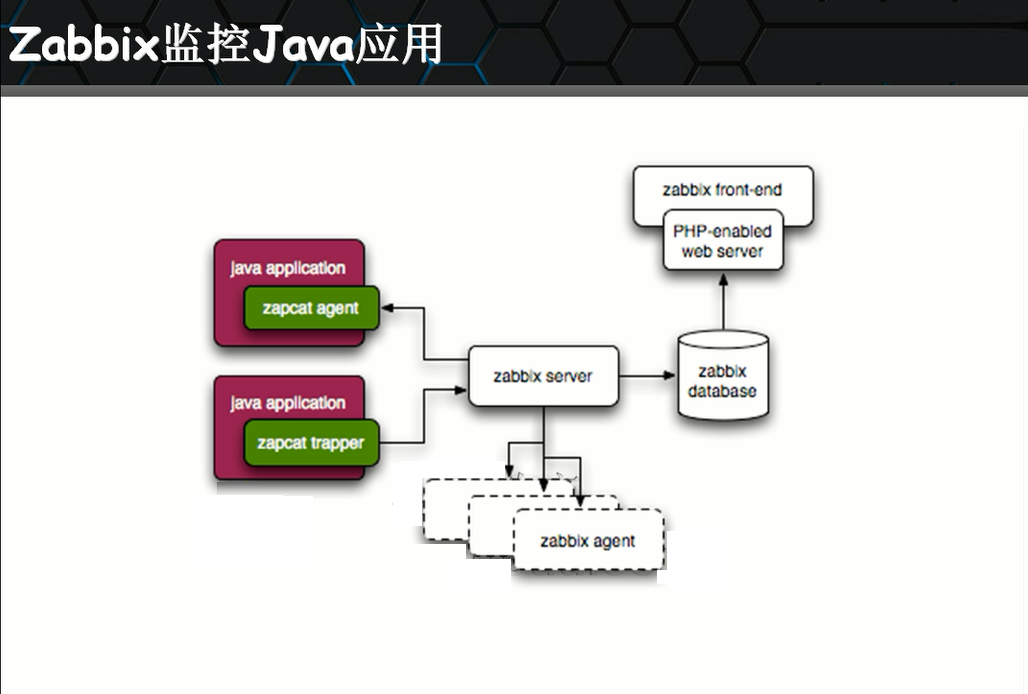 Zabbix监控Java应用
zabbix front-end
PHP-enabled
web server
java application
zapcat agent
zabbix server
zabbix
database
java application
zapcat trapper
zabbix agent